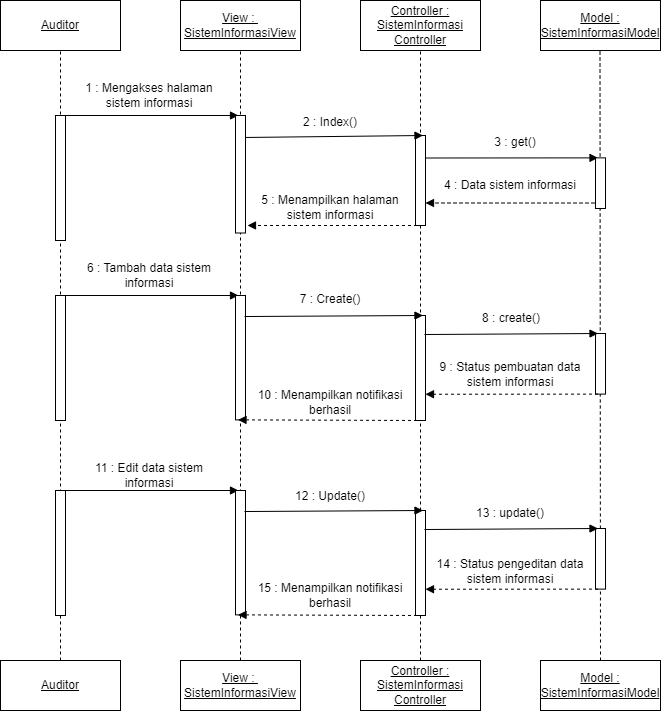 Auditor
View :
SistemInformasiView
Controller :
SistemInformasi
Controller
Model :
SistemInformasiModel
1 : Mengakses halaman
sistem informasi
2 : Index()
3 : get()
4 : Data sistem informasi
5 : Menampilkan halaman
sistem informasi
6 : Tambah data sistem
informasi
7 : Create()
8 : create()
9 : Status pembuatan data
sistem informasi
10 : Menampilkan notifikasi
berhasil
11 : Edit data sistem
informasi
12 : Update()
13 : update()
14 : Status pengeditan data
sistem informasi
15 : Menampilkan notifikasi
berhasil
Auditor
View :
SistemInformasiView
Controller :
SistemInformasi
Controller
Model :
SistemInformasiModel